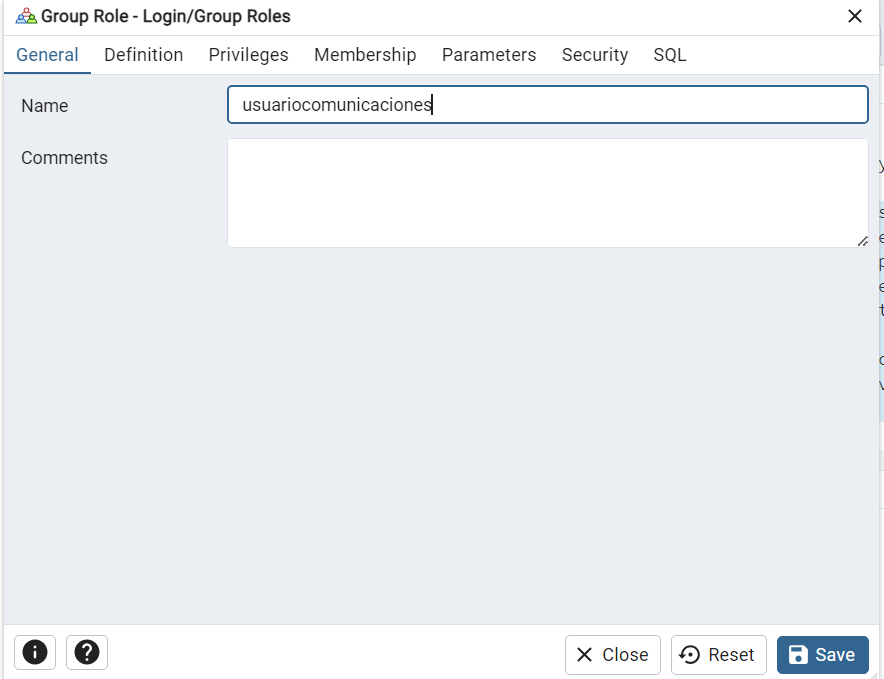 Group Role - Login/Group Roles
General Definition Privileges Membership Parameters Security SQL
Name usuariocomunicaciones
Comments
Close Reset Save